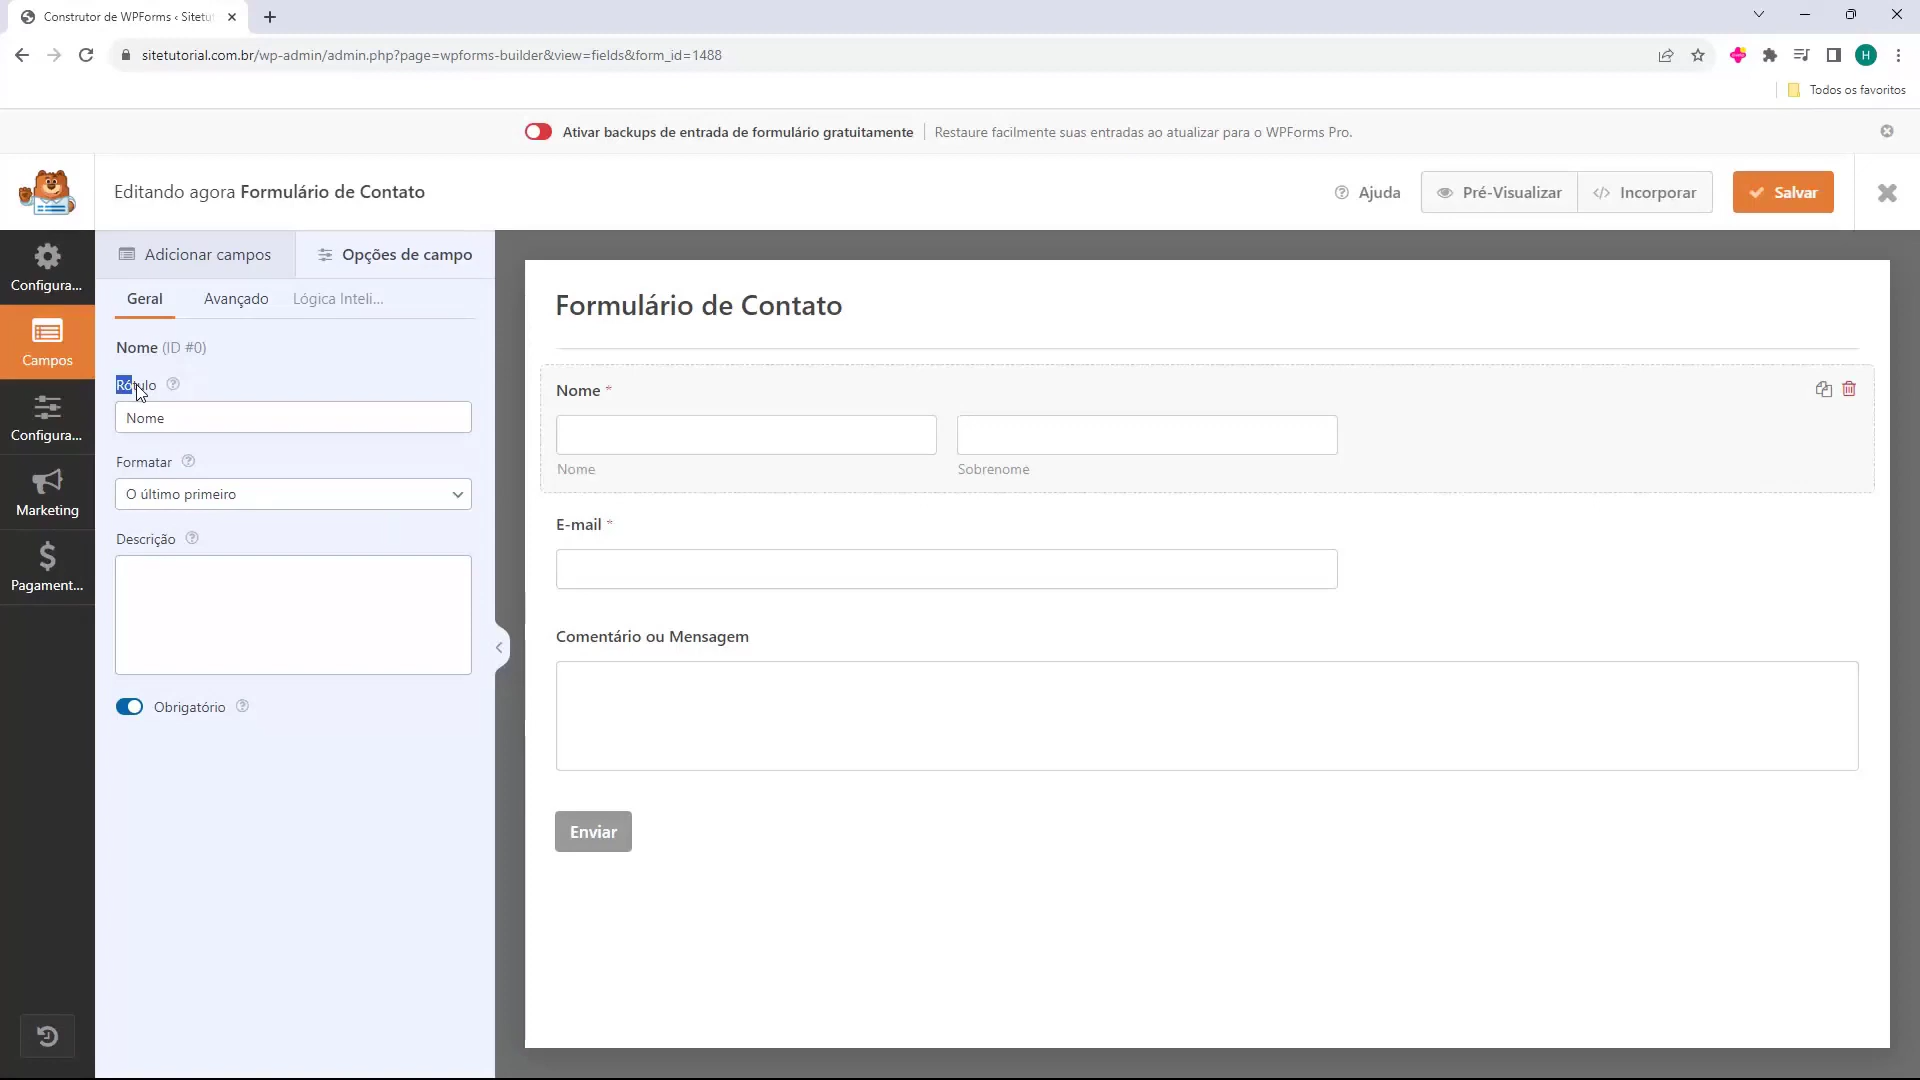 Construtor de WPForms ‹ Sitetu
sitetutorial.com.br/wp-admin/admin.php?page=wpforms-builder&view=fields&form_id=1488
H
Todos os favoritos
Ativar backups de entrada de formulário gratuitamente
Restaure facilmente suas entradas ao atualizar para o WPForms Pro.
Editando agora Formulário de Contato
Ajuda
Pré-Visualizar
</> Incorporar
Salvar
Configura...
Campos
Configura...
Marketing
Pagament...
Adicionar campos
Opções de campo
Geral
Avançado
Lógica Inteli...
Nome (ID #0)
Rótulo
Nome
Formatar
O último primeiro
Descrição
Obrigatório
Formulário de Contato
Nome *
Nome
Sobrenome
E-mail *
Comentário ou Mensagem
Enviar